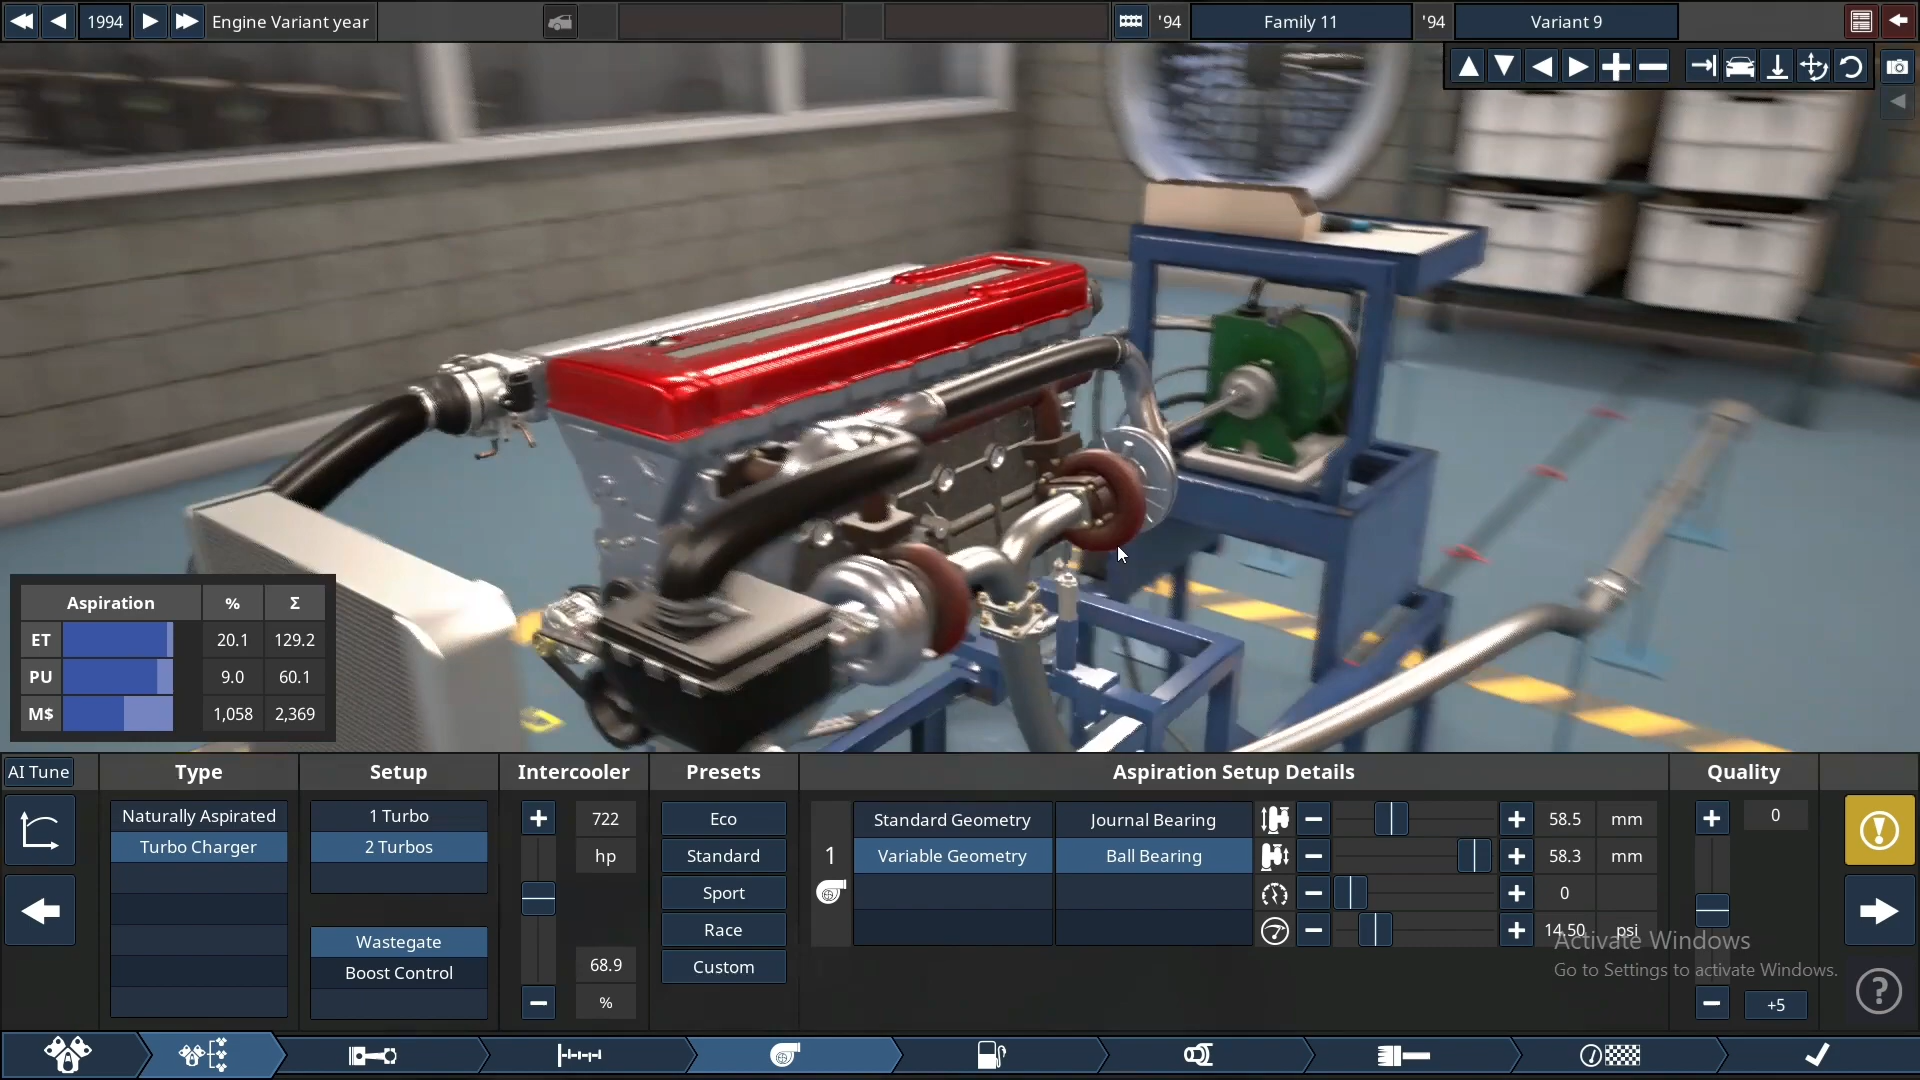 1994 Engine Variant year '94 Family 11 '94 Variant 9
Aspiration % Σ
ET 20.1 129.2
PU 9.0 60.1
M$ 1,058 2,369
AI Tune Type Setup Intercooler Presets Aspiration Setup Details Quality
Naturally Aspirated
Turbo Charger
1 Turbo
2 Turbos
Wastegate
Boost Control
722
hp
68.9
%
Eco
Standard
Sport
Race
Custom
1
Standard Geometry
Variable Geometry
Journal Bearing
Ball Bearing
58.5 mm
58.3 mm
0
14.50 psi
0
+5
Activate Windows
Go to Settings to activate Windows.